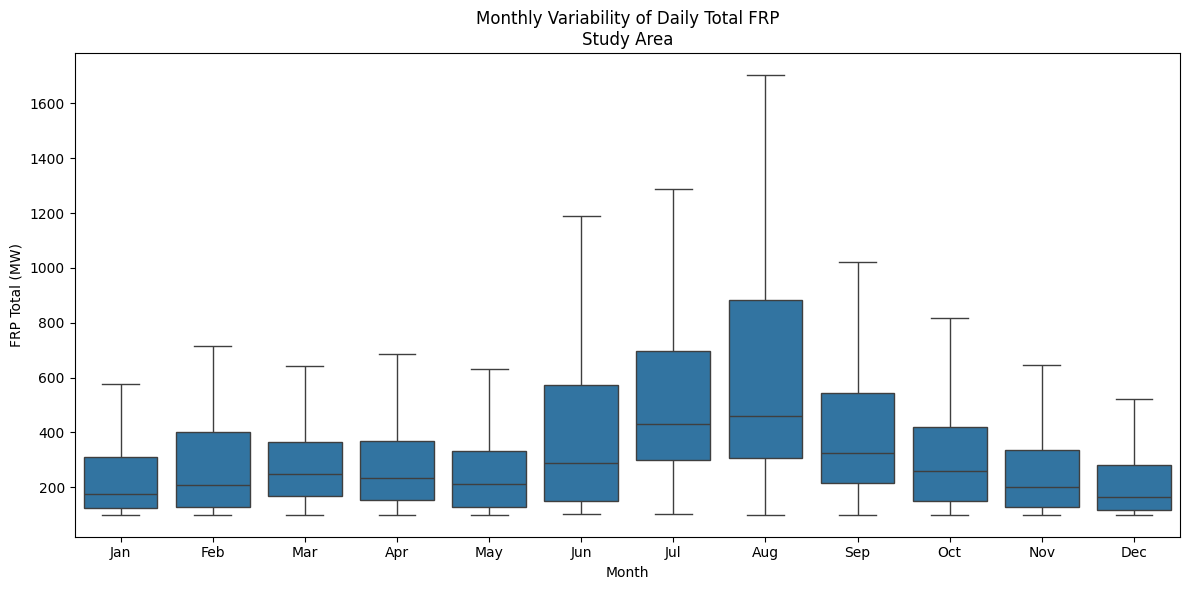 Monthly Variability of Daily Total FRP
Study Area
FRP Total (MW)
1600
1400
1200
1000
800
600
400
200
Jan Feb Mar Apr May Jun Jul Aug Sep Oct Nov Dec
Month